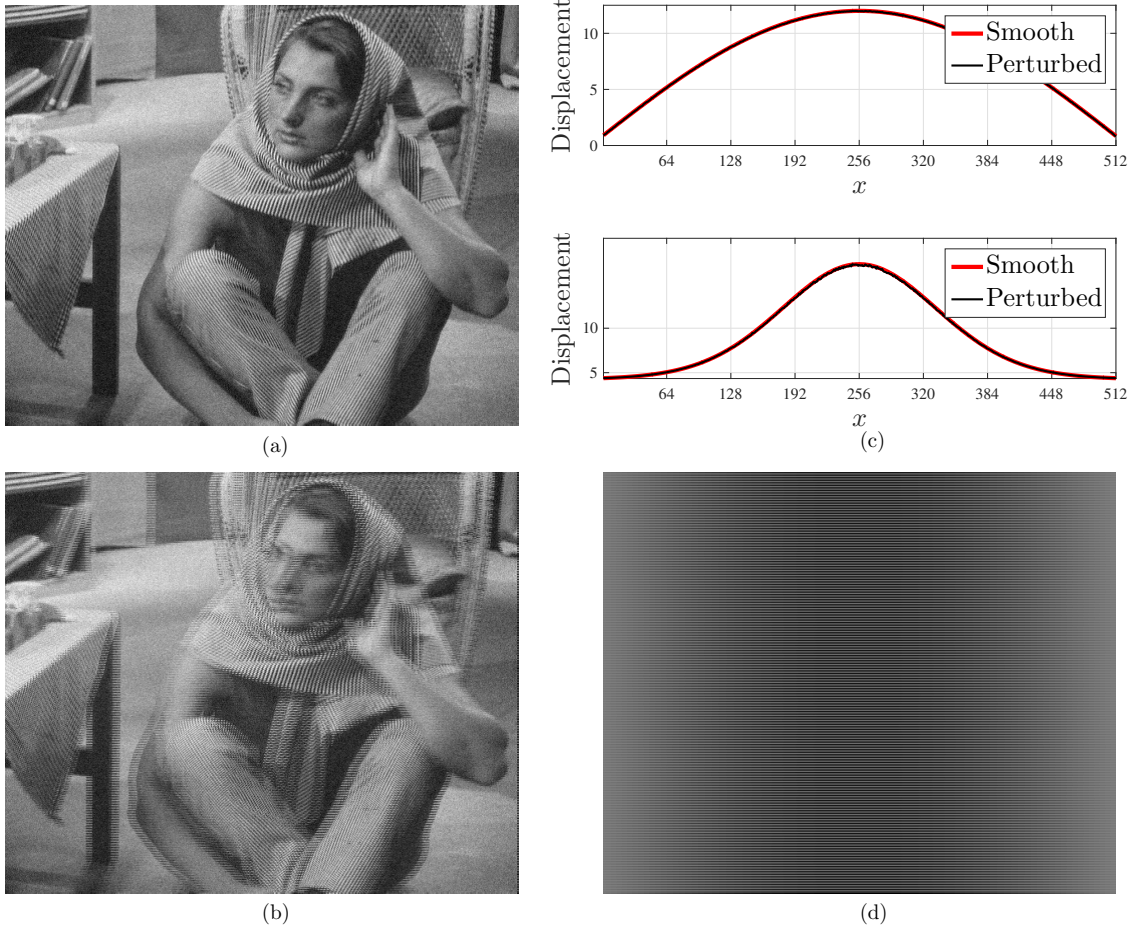 Displacement
10
5
0
64 128 192 256 320 384 448 512
x
Smooth
Perturbed
Displacement
10
5
64 128 192 256 320 384 448 512
x
Smooth
Perturbed
(a)
(c)
(b)
(d)